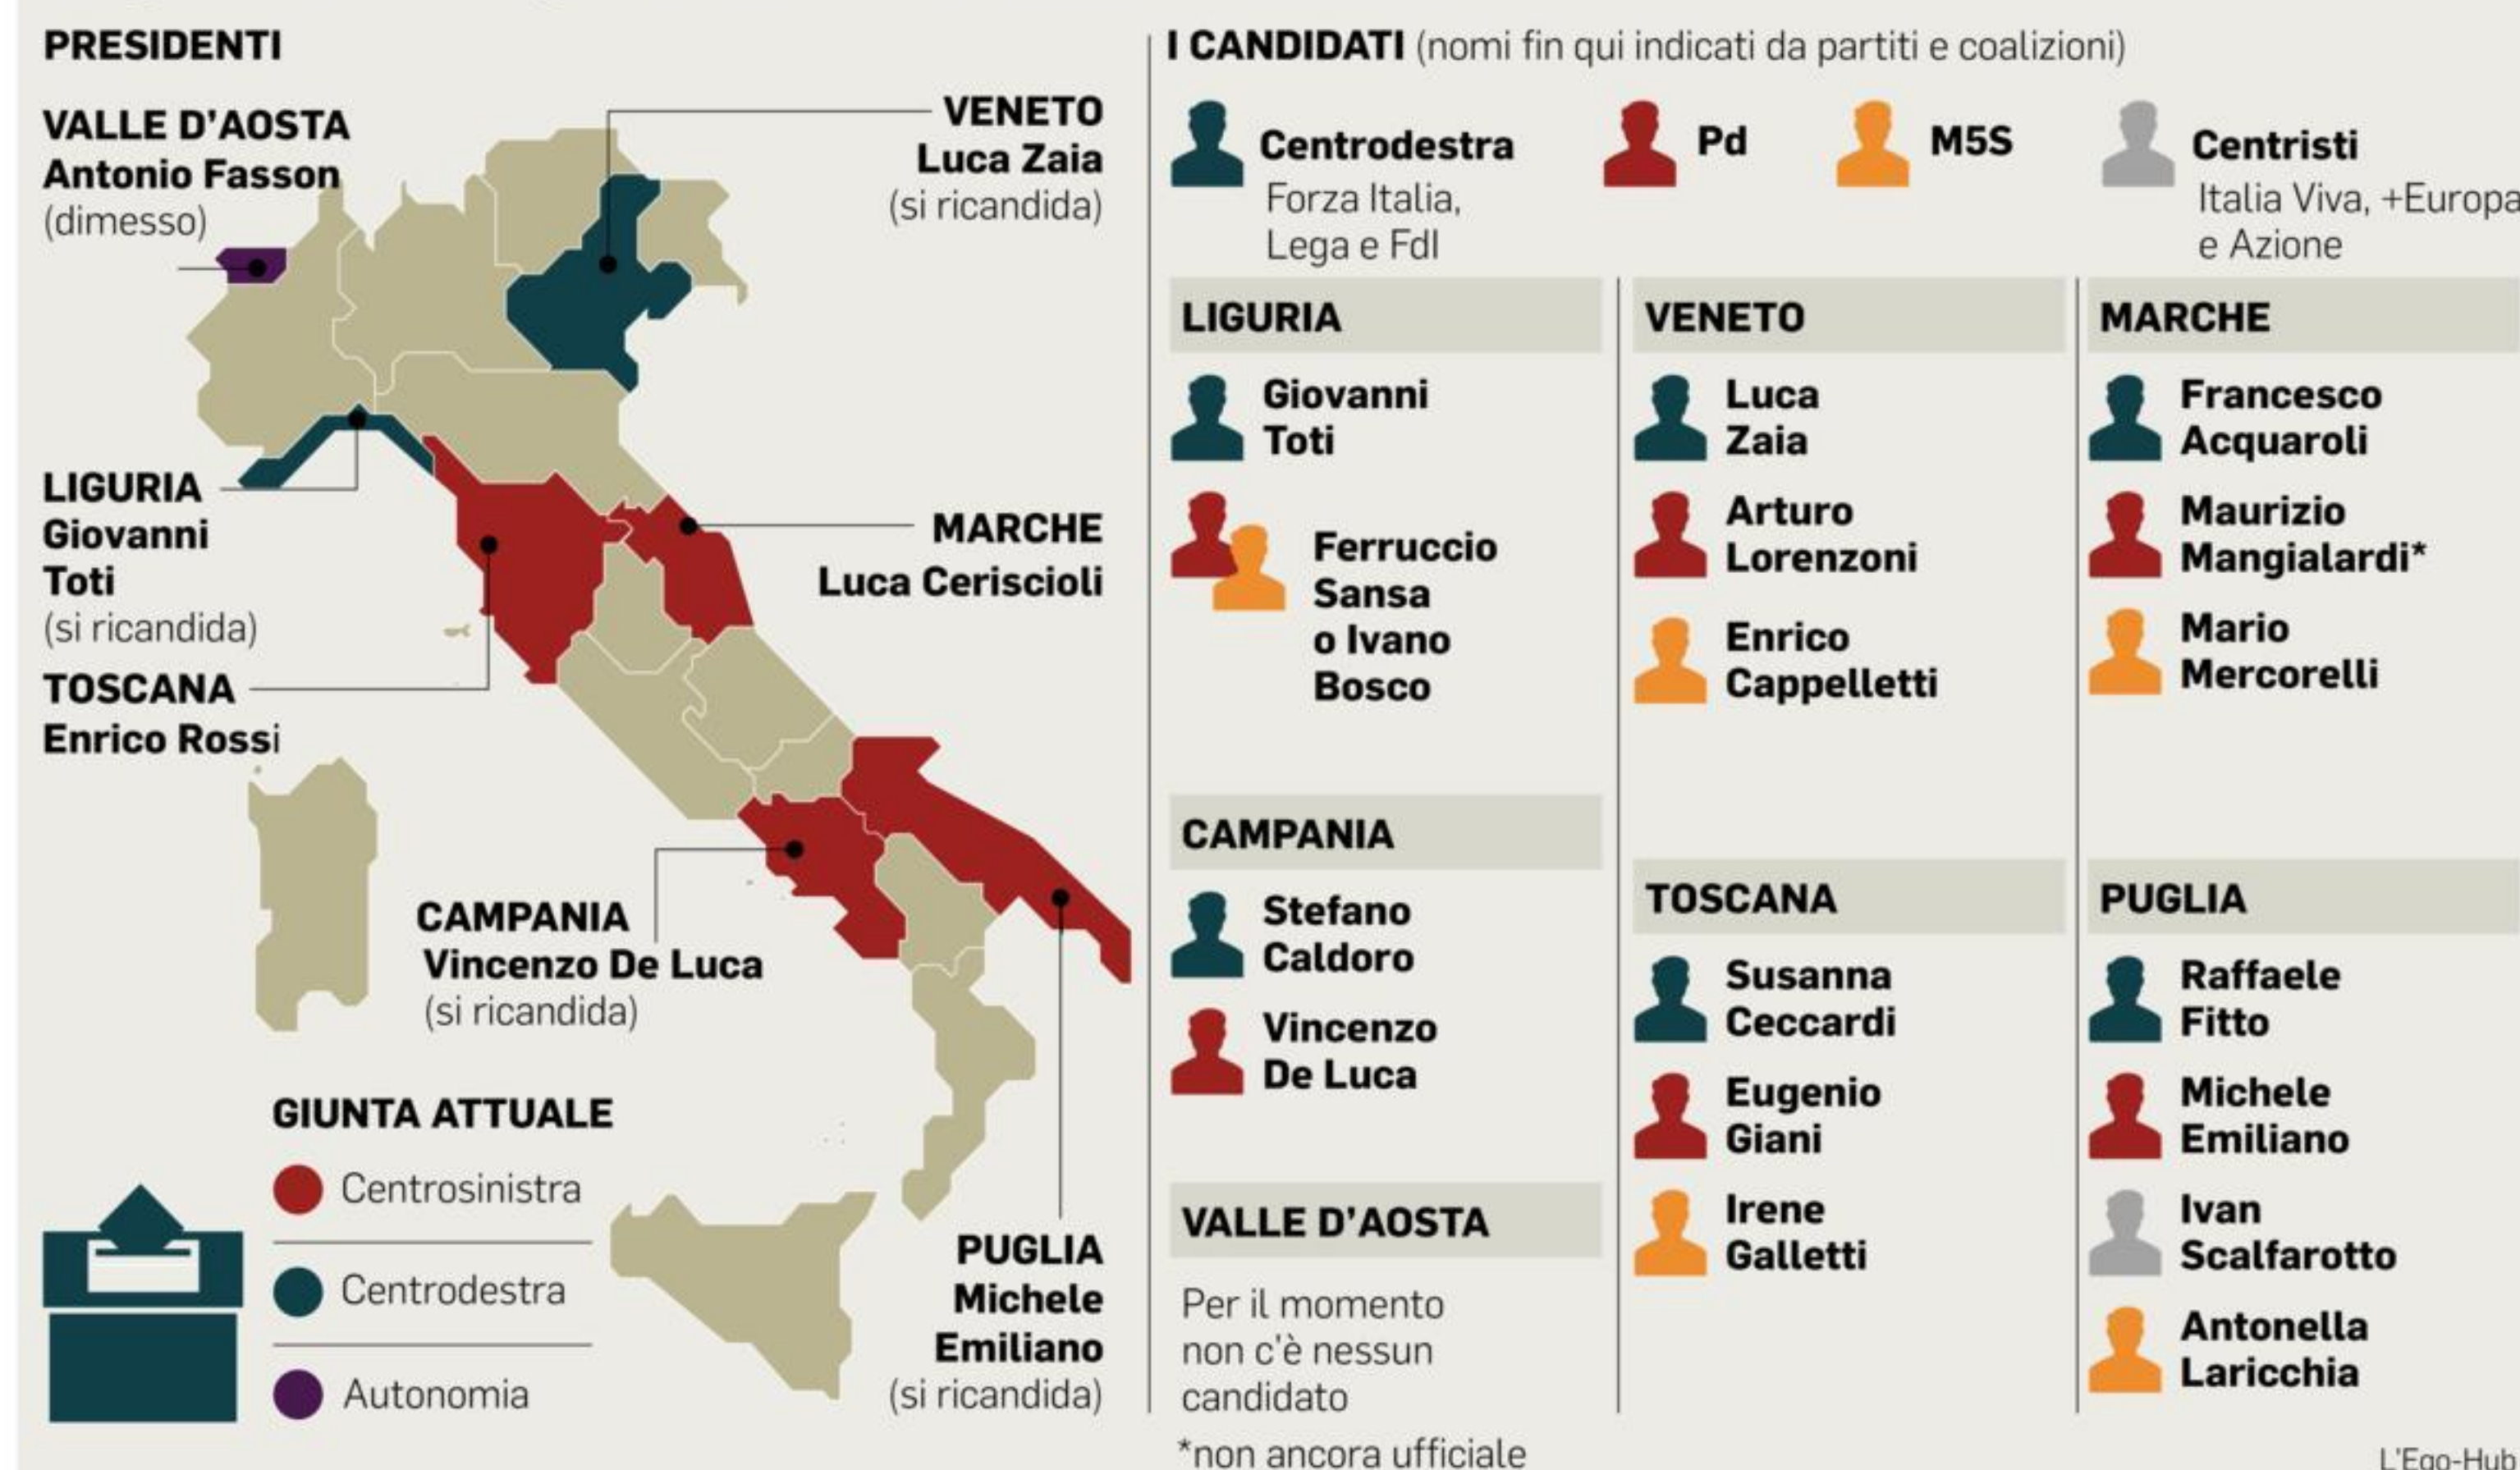 PRESIDENTI
VALLE D'AOSTA
Antonio Fasson
(dimesso)
VENETO
Luca Zaia
(si ricandida)
LIGURIA
Giovanni
Toti
(si ricandida)
MARCHE
Luca Ceriscioli
TOSCANA
Enrico Rossi
CAMPANIA
Vincenzo De Luca
(si ricandida)
PUGLIA
Michele
Emiliano
(si ricandida)
GIUNTA ATTUALE
Centrosinistra
Centrodestra
Autonomia
I CANDIDATI (nomi fin qui indicati da partiti e coalizioni)
Centrodestra
Forza Italia,
Lega e FdI
Pd
M5S
Centristi
Italia Viva, +Europa
e Azione
LIGURIA
Giovanni
Toti
Ferruccio
Sansa
o Ivano
Bosco
CAMPANIA
Stefano
Caldoro
Vincenzo
De Luca
VALLE D'AOSTA
Per il momento
non c'è nessun
candidato
*non ancora ufficiale
VENETO
Luca
Zaia
Arturo
Lorenzoni
Enrico
Cappelletti
TOSCANA
Susanna
Ceccardi
Eugenio
Giani
Irene
Galletti
MARCHE
Francesco
Acquaroli
Maurizio
Mangialardi*
Mario
Mercorelli
PUGLIA
Raffaele
Fitto
Michele
Emiliano
Ivan
Scalfarotto
Antonella
Laricchia
L'Ego-Hub